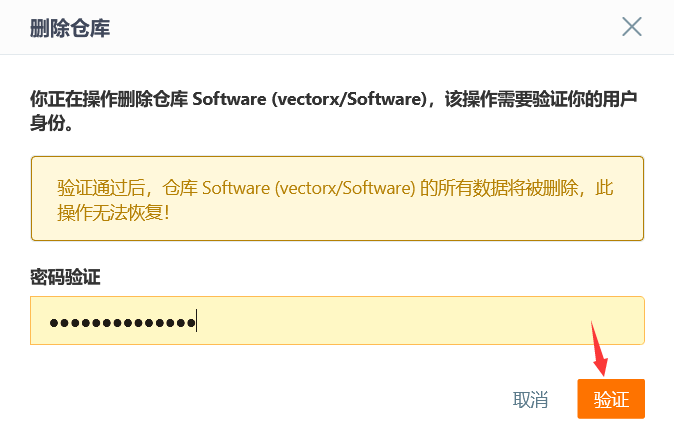 删除仓库
你正在操作删除仓库 Software (vectorx/Software)，该操作需要验证你的用户
身份。
验证通过后，仓库 Software (vectorx/Software) 的所有数据将被删除，此
操作无法恢复！
密码验证
●●●●●●●●●●●●●●
取消 验证